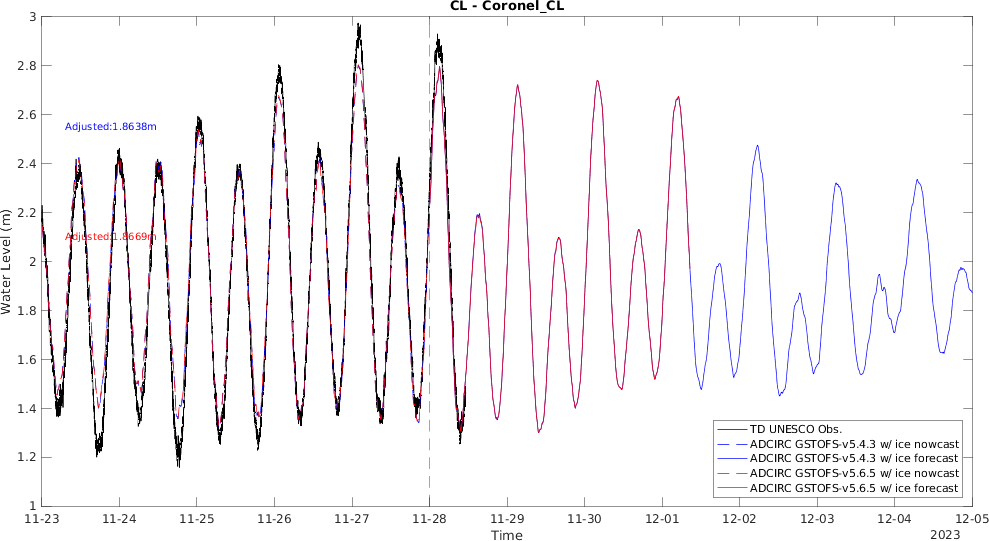 CL - Coronel_CL
3
2.8
2.6
2.4
2.2
2
1.8
1.6
1.4
1.2
1
Water Level (m)
Adjusted:1.8638m
Adjusted:1.8669m
TD UNESCO Obs.
ADCIRC GSTOFS-v5.4.3 w/ ice nowcast
ADCIRC GSTOFS-v5.4.3 w/ ice forecast
ADCIRC GSTOFS-v5.6.5 w/ ice nowcast
ADCIRC GSTOFS-v5.6.5 w/ ice forecast
11-23 11-24 11-25 11-26 11-27 11-28 11-29 11-30 12-01 12-02 12-03 12-04 12-05
Time
2023